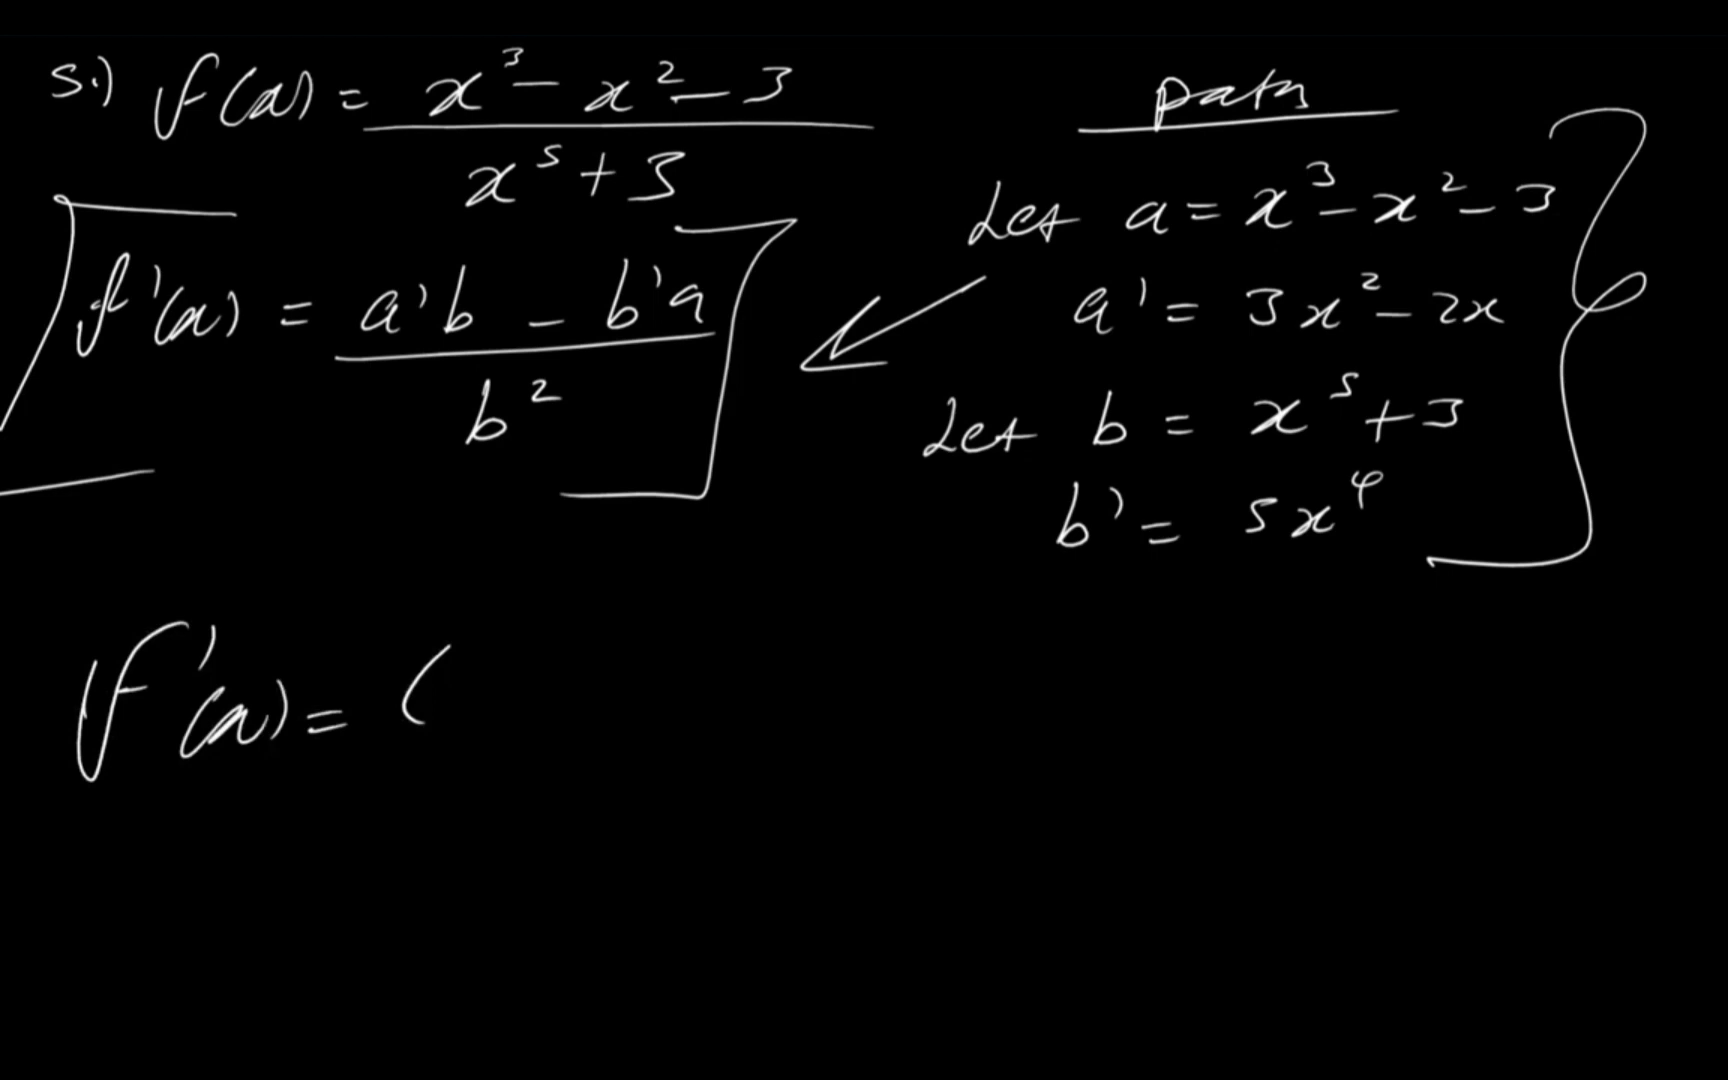 5.) f(x) = x³ - x² - 3 / x⁵ + 3
f'(x) = a'b - b'a / b²
path
Let a = x³ - x² - 3
a' = 3x² - 2x
Let b = x⁵ + 3
b' = 5x⁴
f'(x) = (